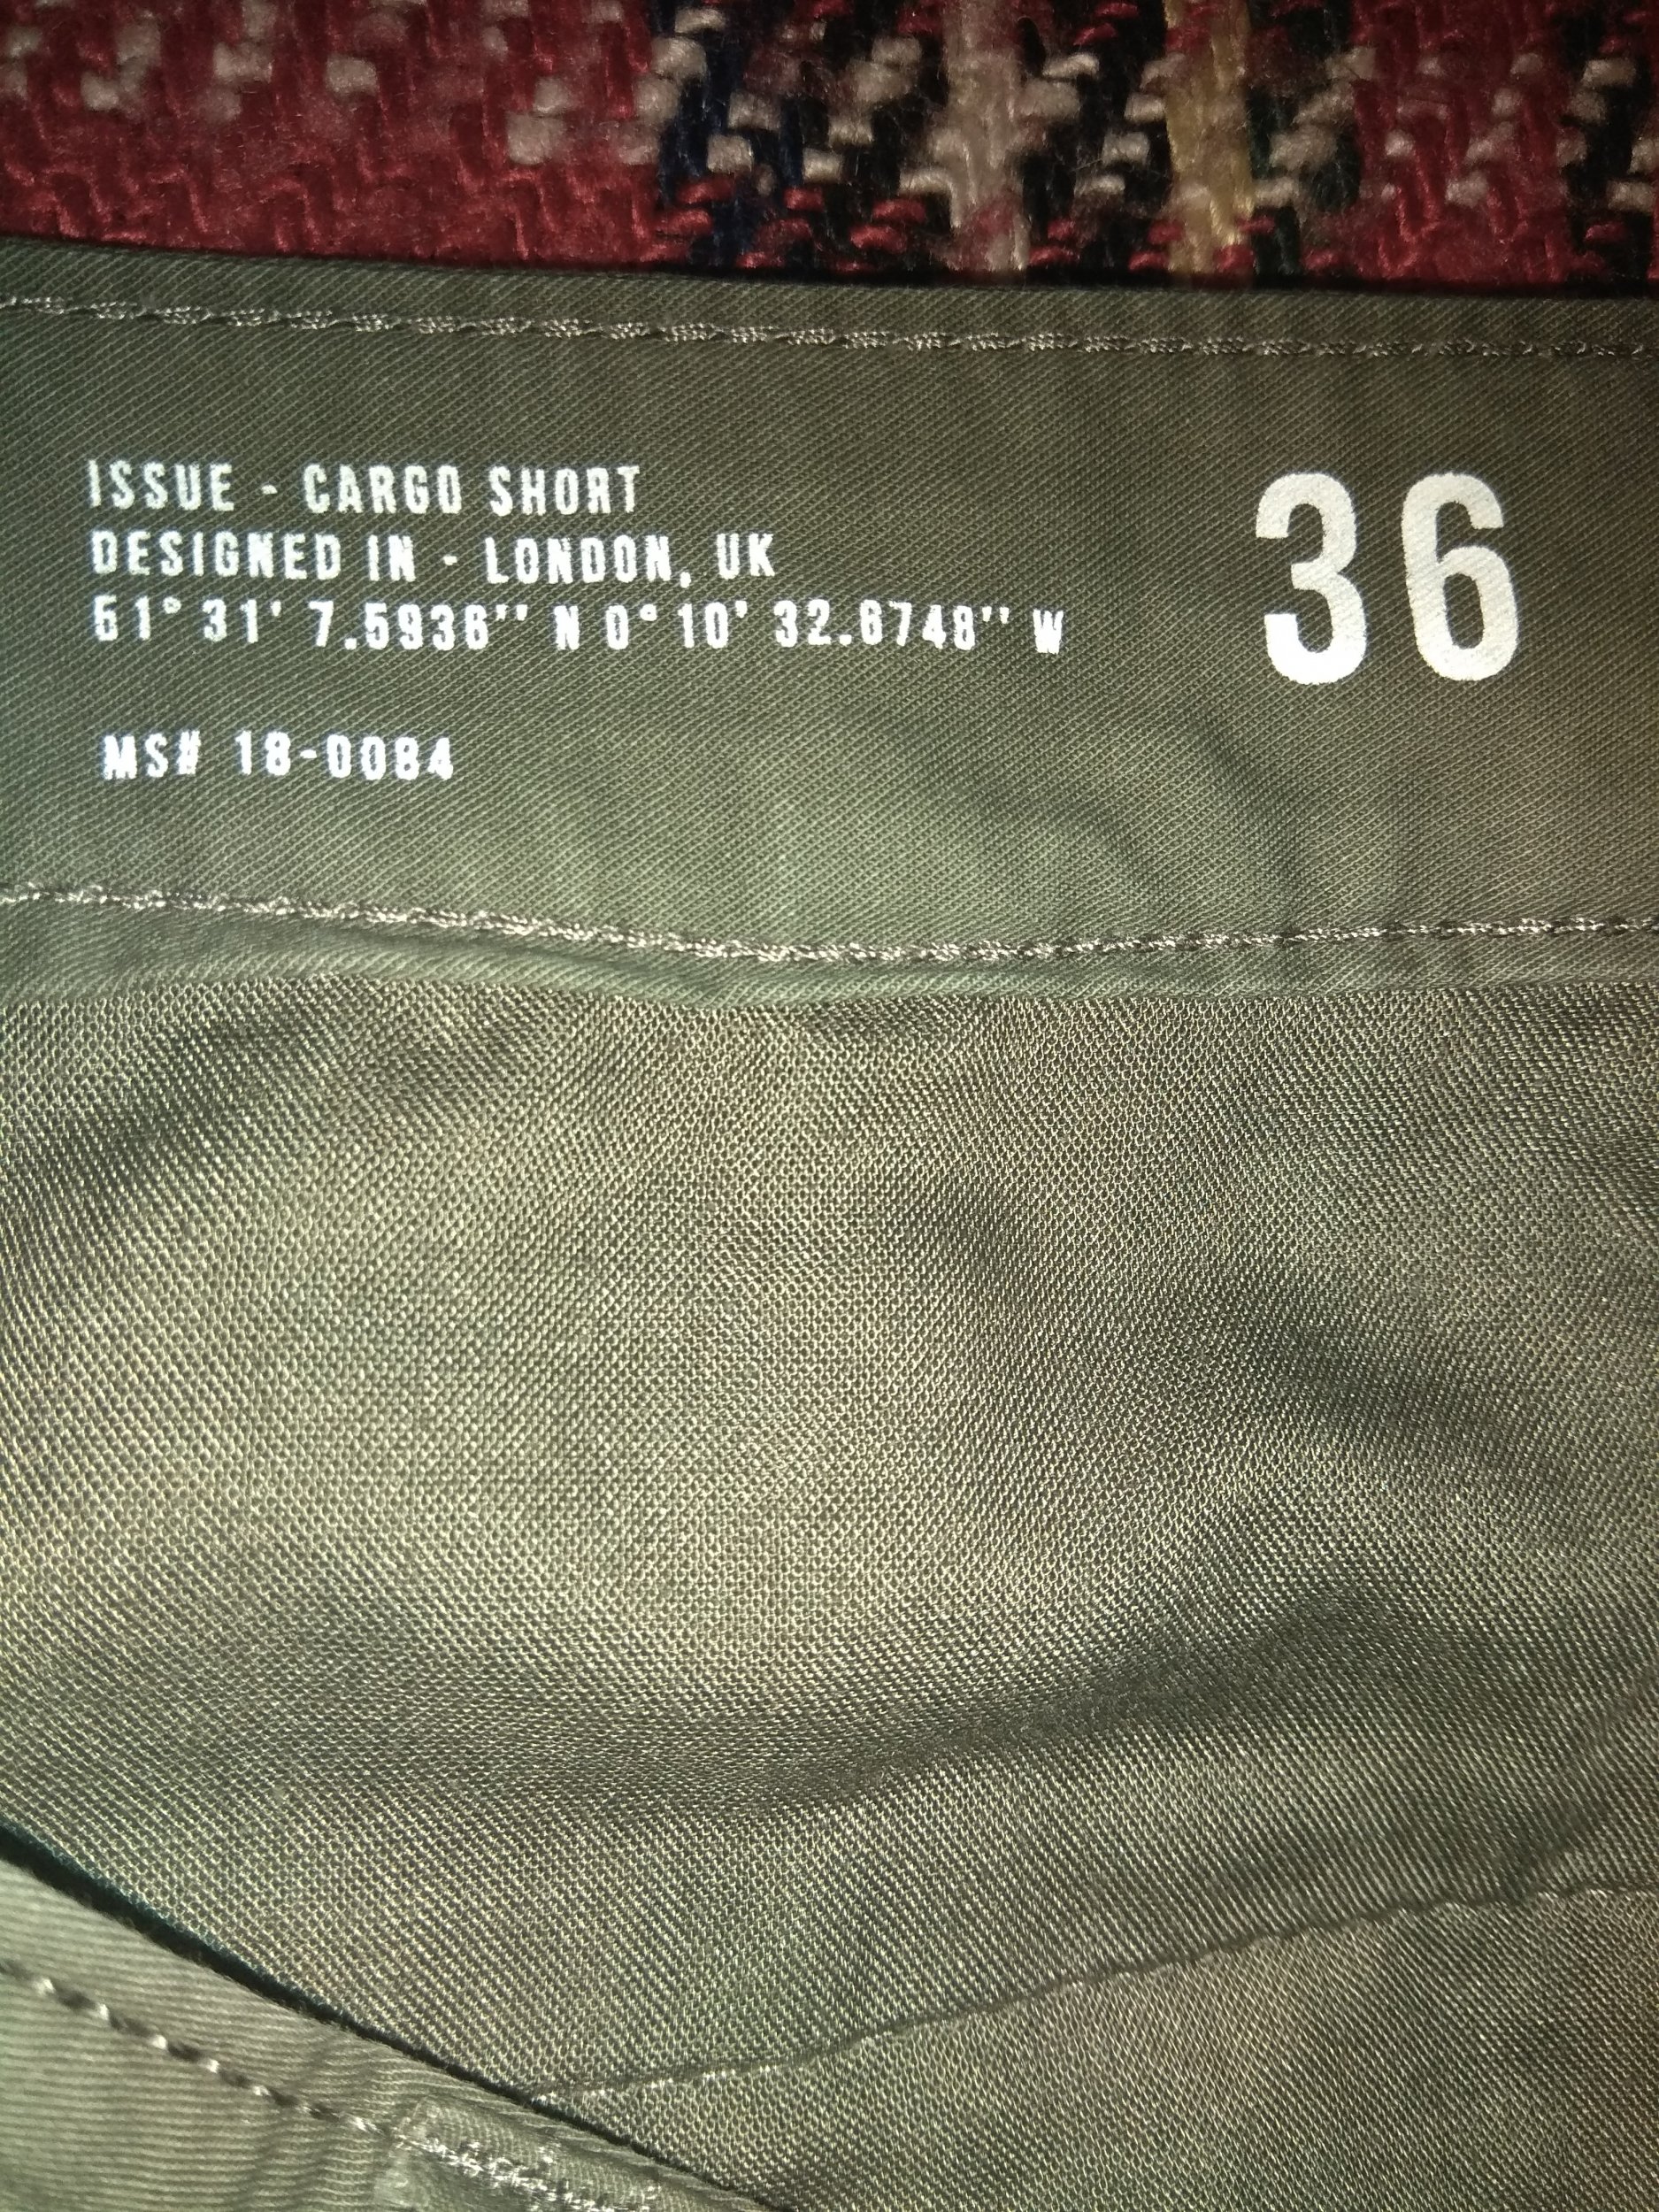 ISSUE - CARGO SHORT
DESIGNED IN - LONDON, UK
51° 31' 7.5936'' N 0° 10' 32.6748'' W
36
MS# 18-0084